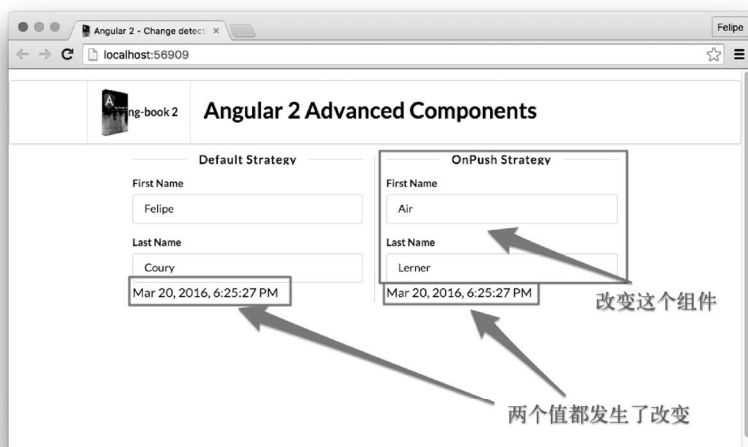 Angular 2 - Change detect
Felipe
localhost:56909
ng-book 2
Angular 2 Advanced Components
Default Strategy
First Name
Felipe
Last Name
Coury
Mar 20, 2016, 6:25:27 PM
OnPush Strategy
First Name
Air
Last Name
Lerner
Mar 20, 2016, 6:25:27 PM
改变这个组件
两个值都发生了改变